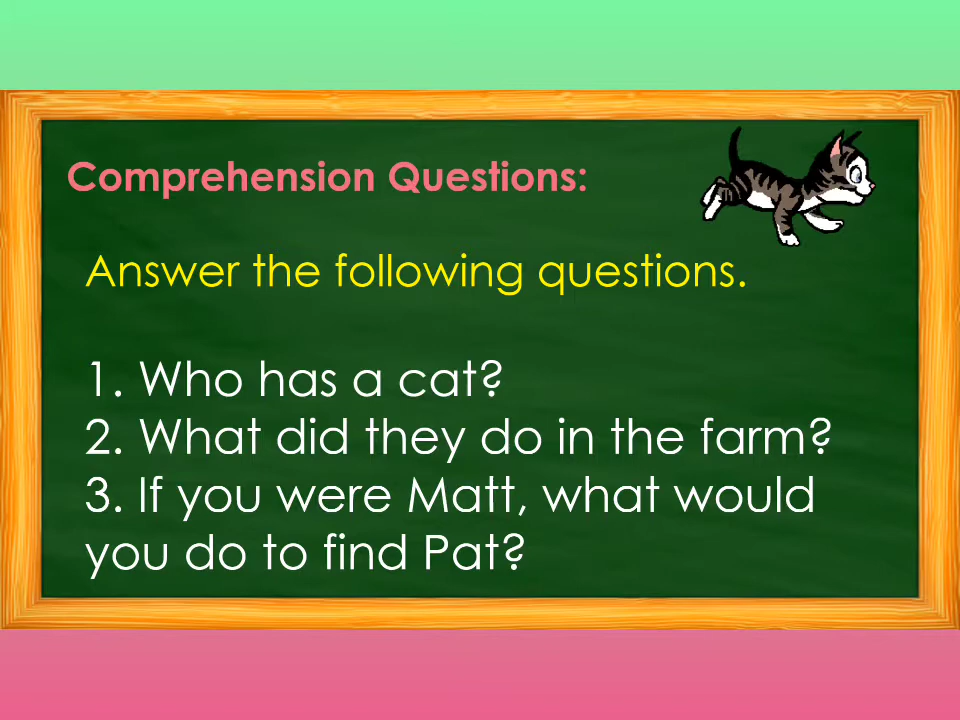 Comprehension Questions:
Answer the following questions.
1. Who has a cat?
2. What did they do in the farm?
3. If you were Matt, what would
you do to find Pat?